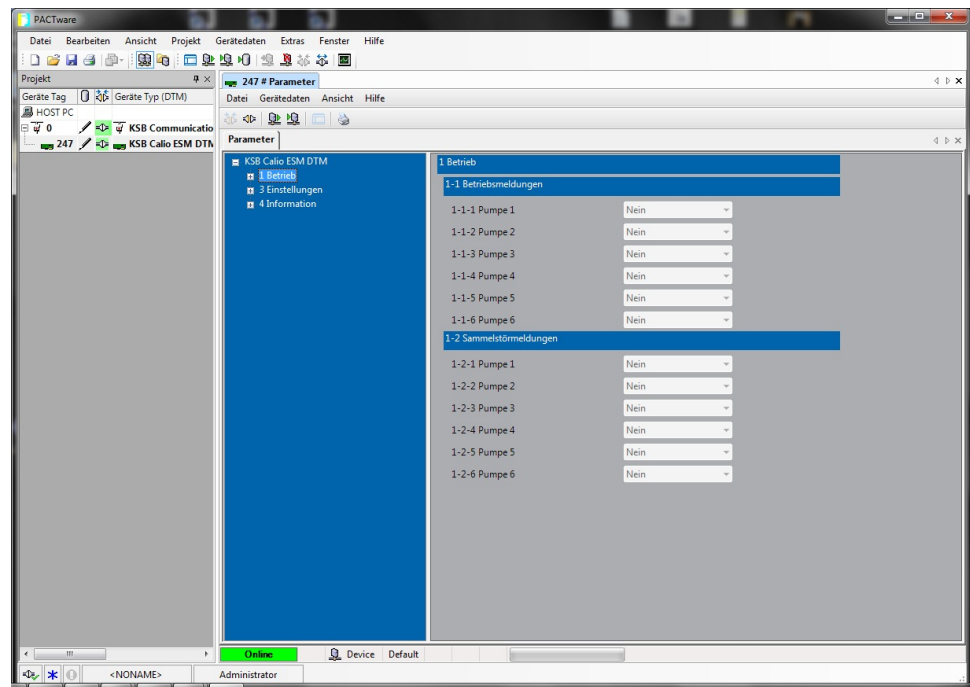 PACTware
Datei Bearbeiten Ansicht Projekt Gerätedaten Extras Fenster Hilfe
Projekt
Geräte Tag Geräte Typ (DTM)
HOST PC
0 KSB Communicatio
247 KSB Calio ESM DTM
247 # Parameter
Datei Gerätedaten Ansicht Hilfe
Parameter
KSB Calio ESM DTM
1 Betrieb
3 Einstellungen
4 Information
1 Betrieb
1-1 Betriebsmeldungen
1-1-1 Pumpe 1 Nein
1-1-2 Pumpe 2 Nein
1-1-3 Pumpe 3 Nein
1-1-4 Pumpe 4 Nein
1-1-5 Pumpe 5 Nein
1-1-6 Pumpe 6 Nein
1-2 Sammelstörmeldungen
1-2-1 Pumpe 1 Nein
1-2-2 Pumpe 2 Nein
1-2-3 Pumpe 3 Nein
1-2-4 Pumpe 4 Nein
1-2-5 Pumpe 5 Nein
1-2-6 Pumpe 6 Nein
Online Device Default
<NONAME> Administrator